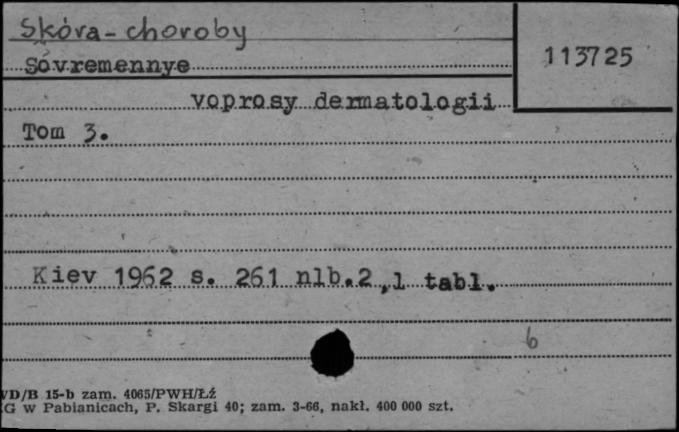 Skóra - choroby
113725
Sovremennye
voprosy dermatologii
Tom 3.
Kiev 1962 s. 261 nlb.2 ,1 tabl.
6
/B 15-b zam. 4065/PWH/Łź
G w Pabianicach, P. Skargi 40; zam. 3-66, nakł. 400 000 szt.